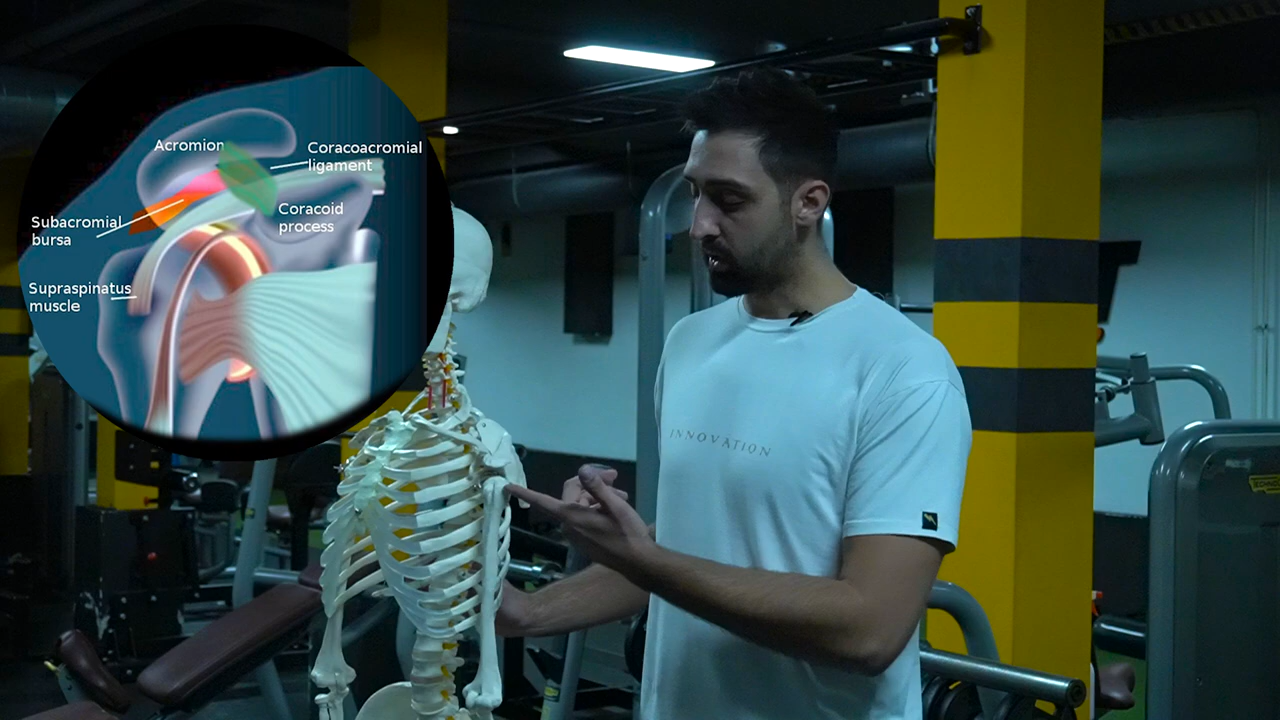 Acromion
Coracoacromial
ligament
Subacromial
bursa
Coracoid
process
Supraspinatus
muscle
INNOVATION